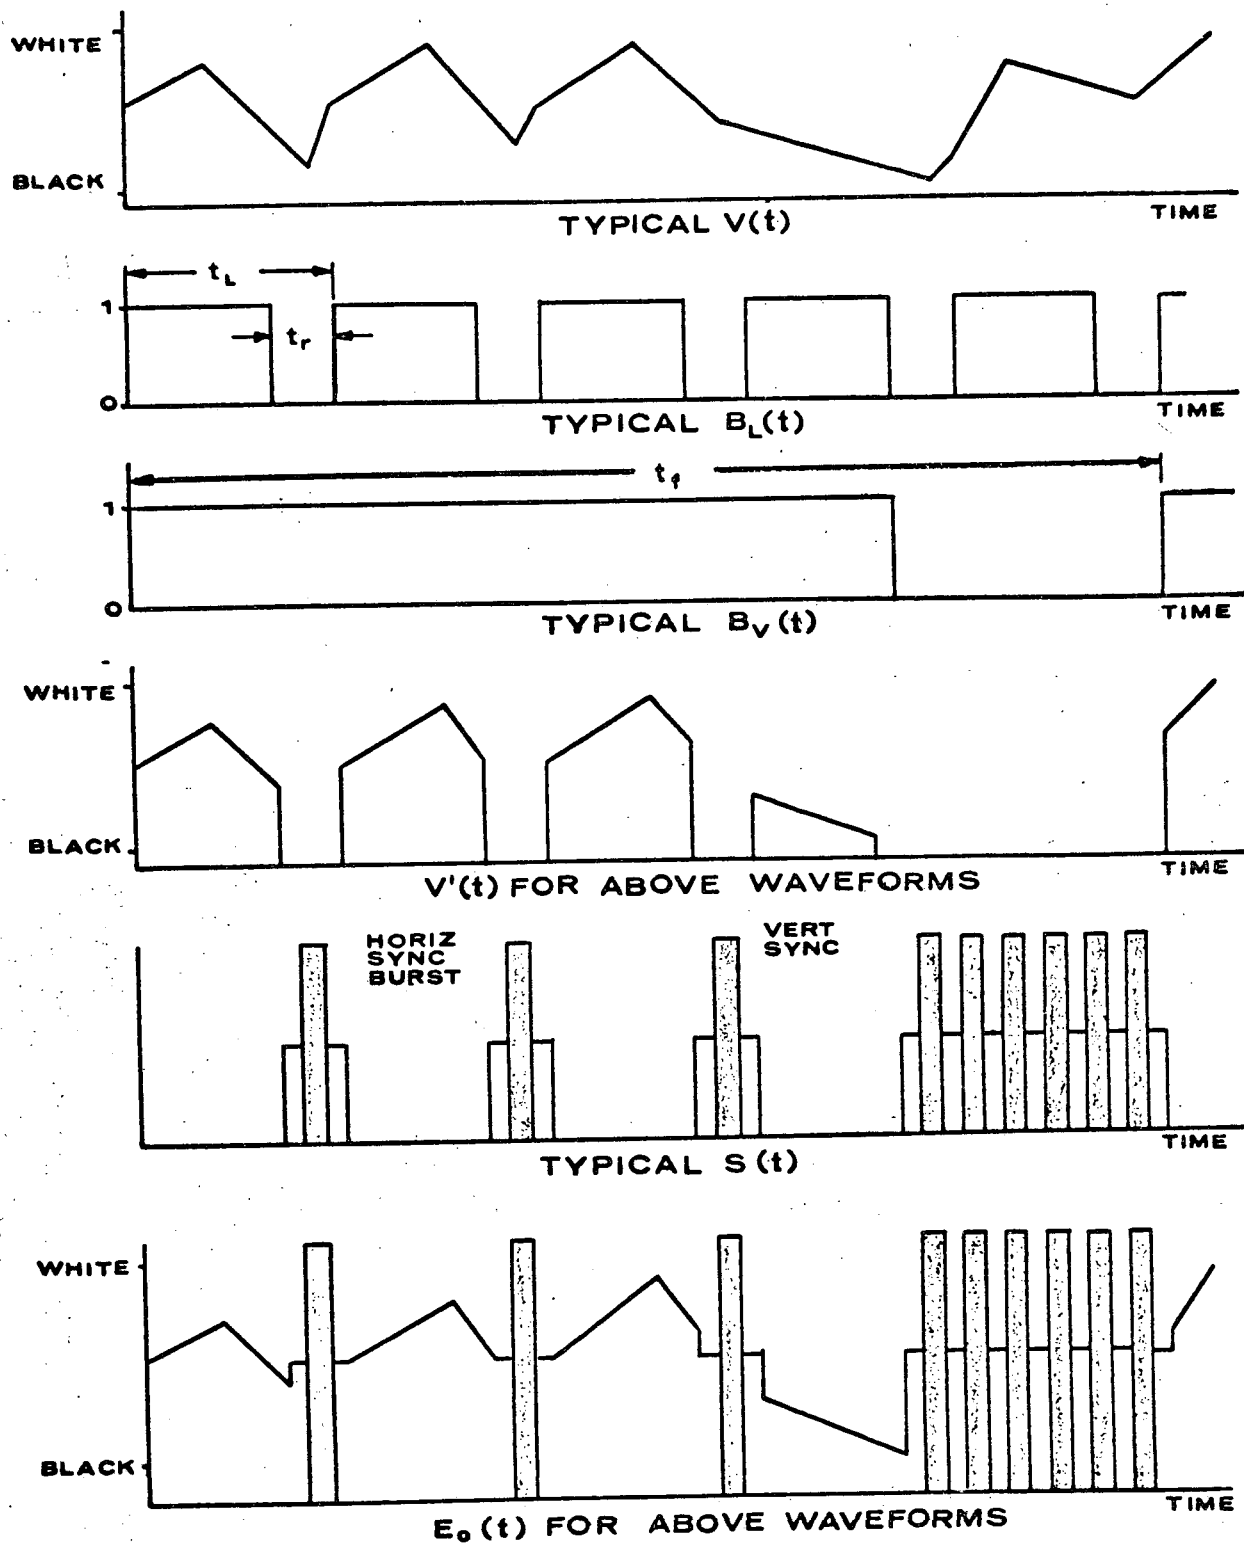 WHITE
BLACK
TIME
TYPICAL V(t)
t_L
1
t_r
0
TIME
TYPICAL B_L(t)
t_f
1
0
TIME
TYPICAL B_V(t)
WHITE
BLACK
TIME
V'(t) FOR ABOVE WAVEFORMS
HORIZ
SYNC
BURST
VERT
SYNC
TIME
TYPICAL S(t)
WHITE
BLACK
TIME
E_o(t) FOR ABOVE WAVEFORMS